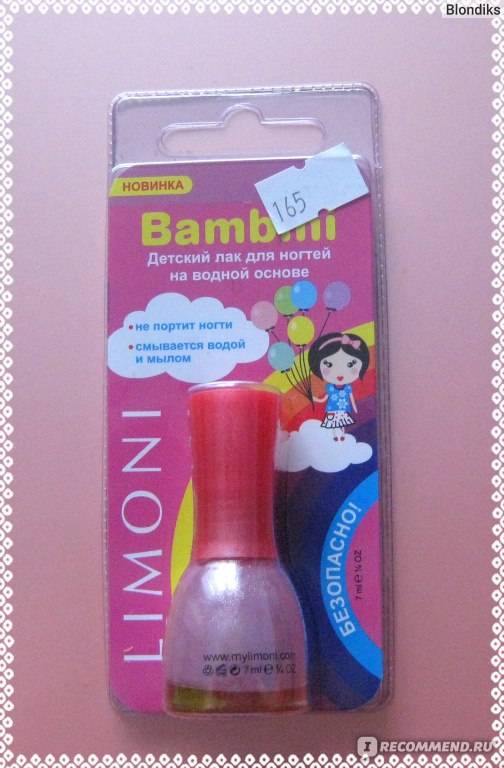 Blondiks
НОВИНКА
165
Bambini
Детский лак для ногтей
на водной основе
• не портит ногти
• смывается водой
и мылом
LIMONI
БЕЗОПАСНО!
7 ml e ¼ OZ
www.mylimoni.com
7 ml e ¼ OZ
IRECOMMEND.RU